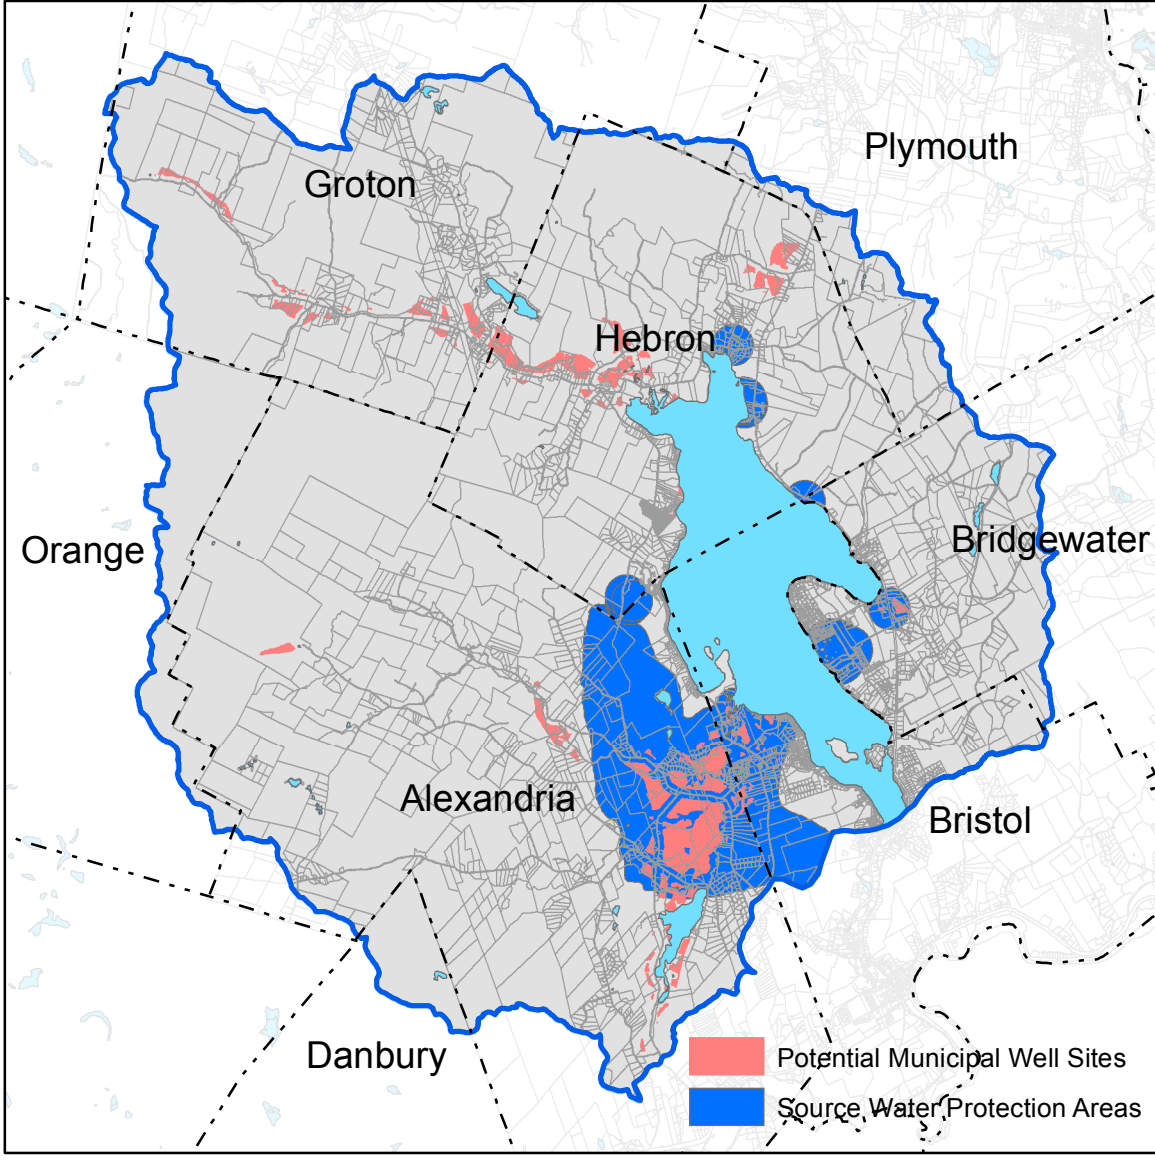 Plymouth
Groton
Hebron
Orange
Bridgewater
Alexandria
Bristol
Danbury
Potential Municipal Well Sites
Source Water Protection Areas